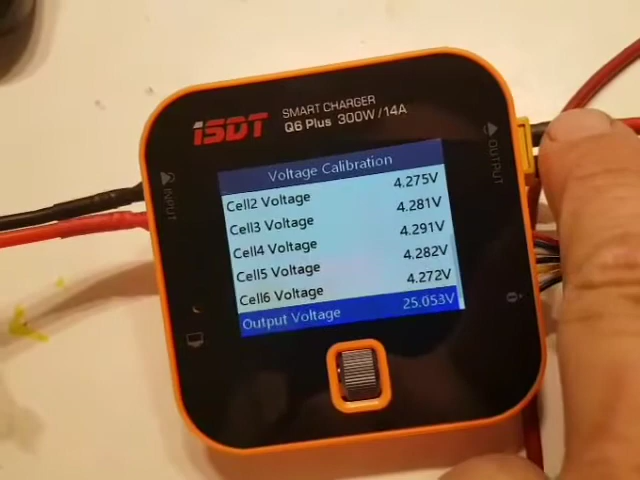 iSDT SMART CHARGER
Q6 Plus 300W/14A
INPUT
OUTPUT
Voltage Calibration
Cell2 Voltage 4.275V
Cell3 Voltage 4.281V
Cell4 Voltage 4.291V
Cell5 Voltage 4.282V
Cell6 Voltage 4.272V
Output Voltage 25.053V